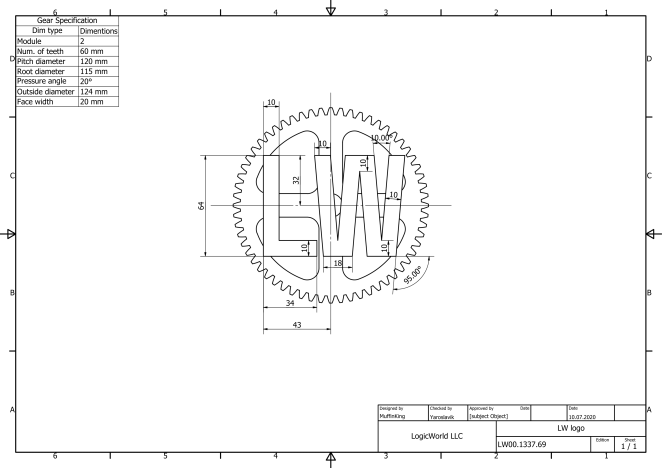 6 5 4 3 2 1
Gear Specification
Dim type Dimentions
Module 2
Num. of teeth 60 mm
Pitch diameter 120 mm
Root diameter 115 mm
Pressure angle 20°
Outside diameter 124 mm
Face width 20 mm
D D
10
10
10.00°
10
32
C C
10
64
10
10
18
95.00°
B B
34
43
A A
Designed by Checked by Approved by Date Date
MuffinKing Yaroslavik [subject Object] 10.07.2020
LogicWorld LLC
LW logo
LW00.1337.69
Edition Sheet
1 / 1
6 5 4 3 2 1